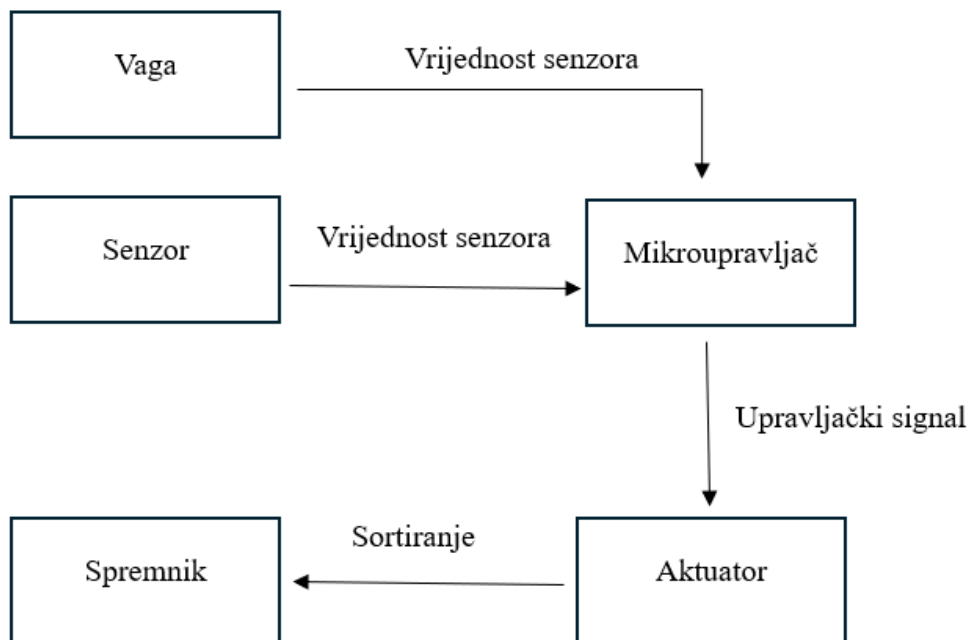 Vaga
Vrijednost senzora
Senzor
Vrijednost senzora
Mikroupravljač
Upravljački signal
Spremnik
Sortiranje
Aktuator